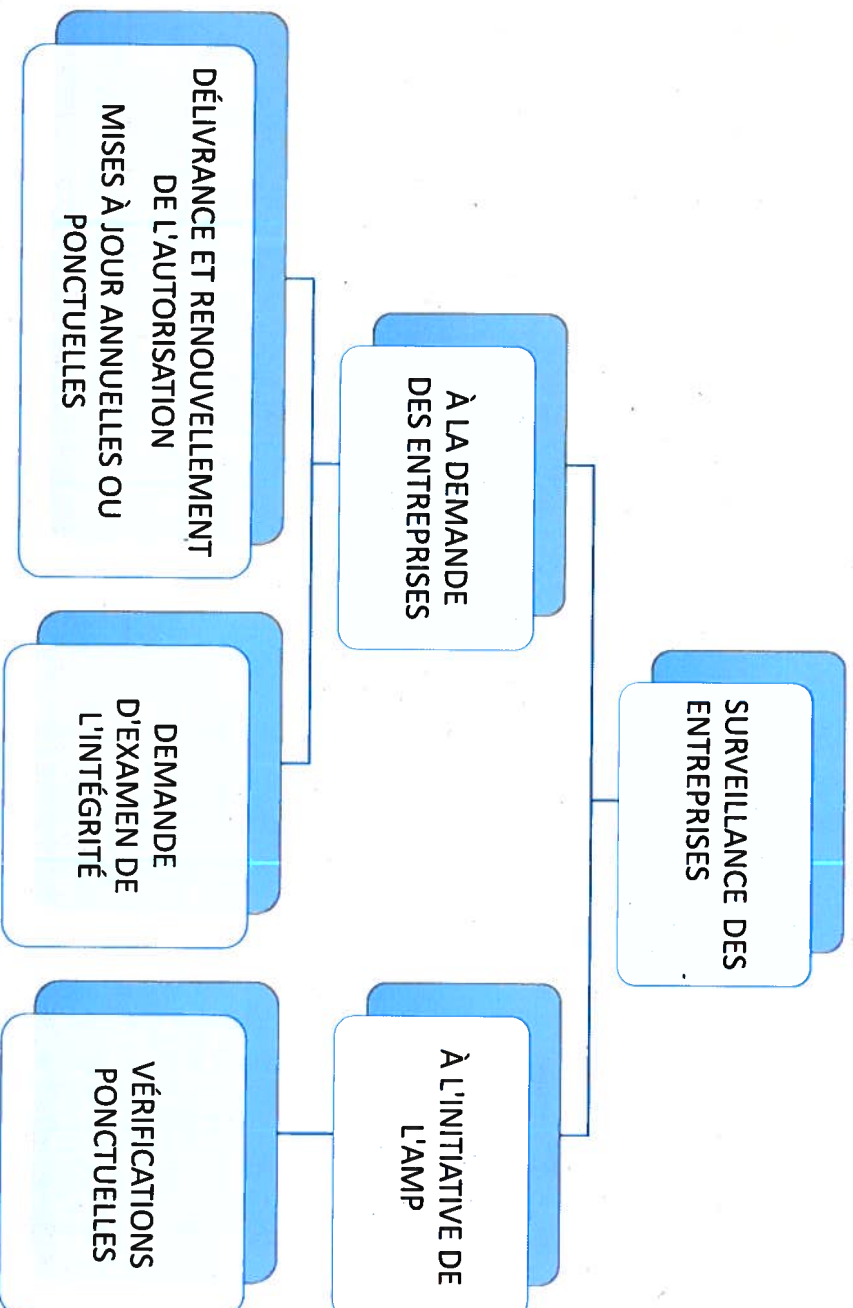 SURVEILLANCE DES
ENTREPRISES
À LA DEMANDE
DES ENTREPRISES
À L'INITIATIVE DE
L'AMP
DÉLIVRANCE ET RENOUVELLEMENT
DE L'AUTORISATION
MISES À JOUR ANNUELLES OU
PONCTUELLES
DEMANDE
D'EXAMEN DE
L'INTÉGRITÉ
VÉRIFICATIONS
PONCTUELLES